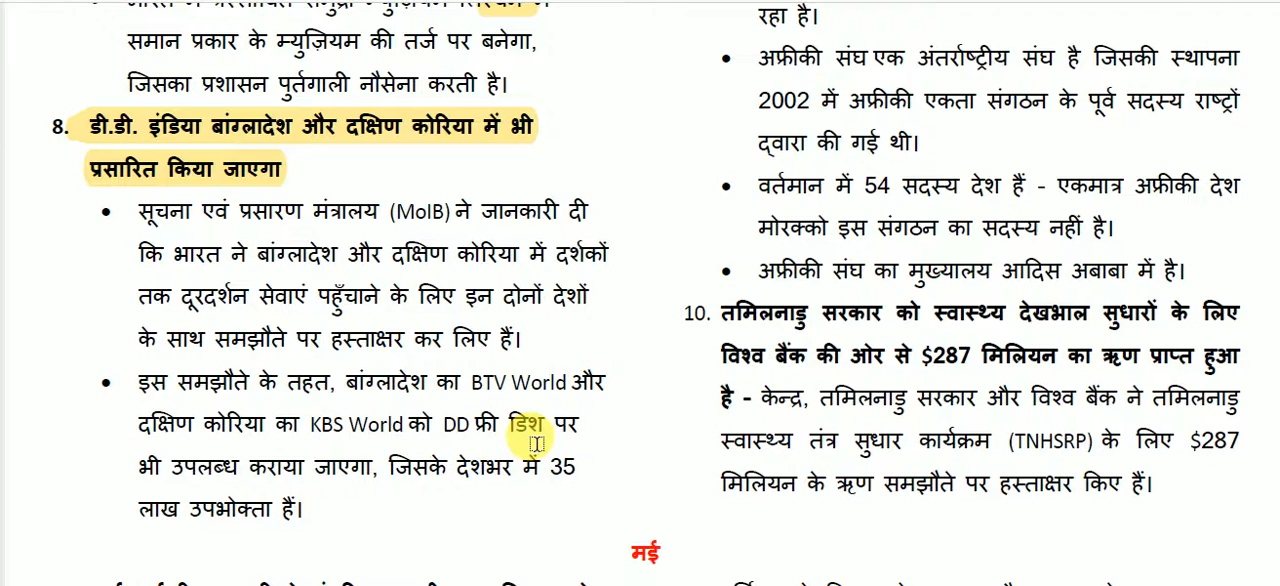 समान प्रकार के म्युज़ियम की तर्ज पर बनेगा,
जिसका प्रशासन पुर्तगाली नौसेना करती है।
8. डी.डी. इंडिया बांग्लादेश और दक्षिण कोरिया में भी
प्रसारित किया जाएगा
• सूचना एवं प्रसारण मंत्रालय (MoIB) ने जानकारी दी
कि भारत ने बांग्लादेश और दक्षिण कोरिया में दर्शकों
तक दूरदर्शन सेवाएं पहुँचाने के लिए इन दोनों देशों
के साथ समझौते पर हस्ताक्षर कर लिए हैं।
• इस समझौते के तहत, बांग्लादेश का BTV World और
दक्षिण कोरिया का KBS World को DD फ्री डिश पर
भी उपलब्ध कराया जाएगा, जिसके देशभर में 35
लाख उपभोक्ता हैं।
रहा है।
• अफ्रीकी संघ एक अंतर्राष्ट्रीय संघ है जिसकी स्थापना
2002 में अफ्रीकी एकता संगठन के पूर्व सदस्य राष्ट्रों
द्वारा की गई थी।
• वर्तमान में 54 सदस्य देश हैं - एकमात्र अफ्रीकी देश
मोरक्को इस संगठन का सदस्य नहीं है।
• अफ्रीकी संघ का मुख्यालय आदिस अबाबा में है।
10. तमिलनाडु सरकार को स्वास्थ्य देखभाल सुधारों के लिए
विश्व बैंक की ओर से $287 मिलियन का ऋण प्राप्त हुआ
है - केन्द्र, तमिलनाडु सरकार और विश्व बैंक ने तमिलनाडु
स्वास्थ्य तंत्र सुधार कार्यक्रम (TNHSRP) के लिए $287
मिलियन के ऋण समझौते पर हस्ताक्षर किए हैं।
मई